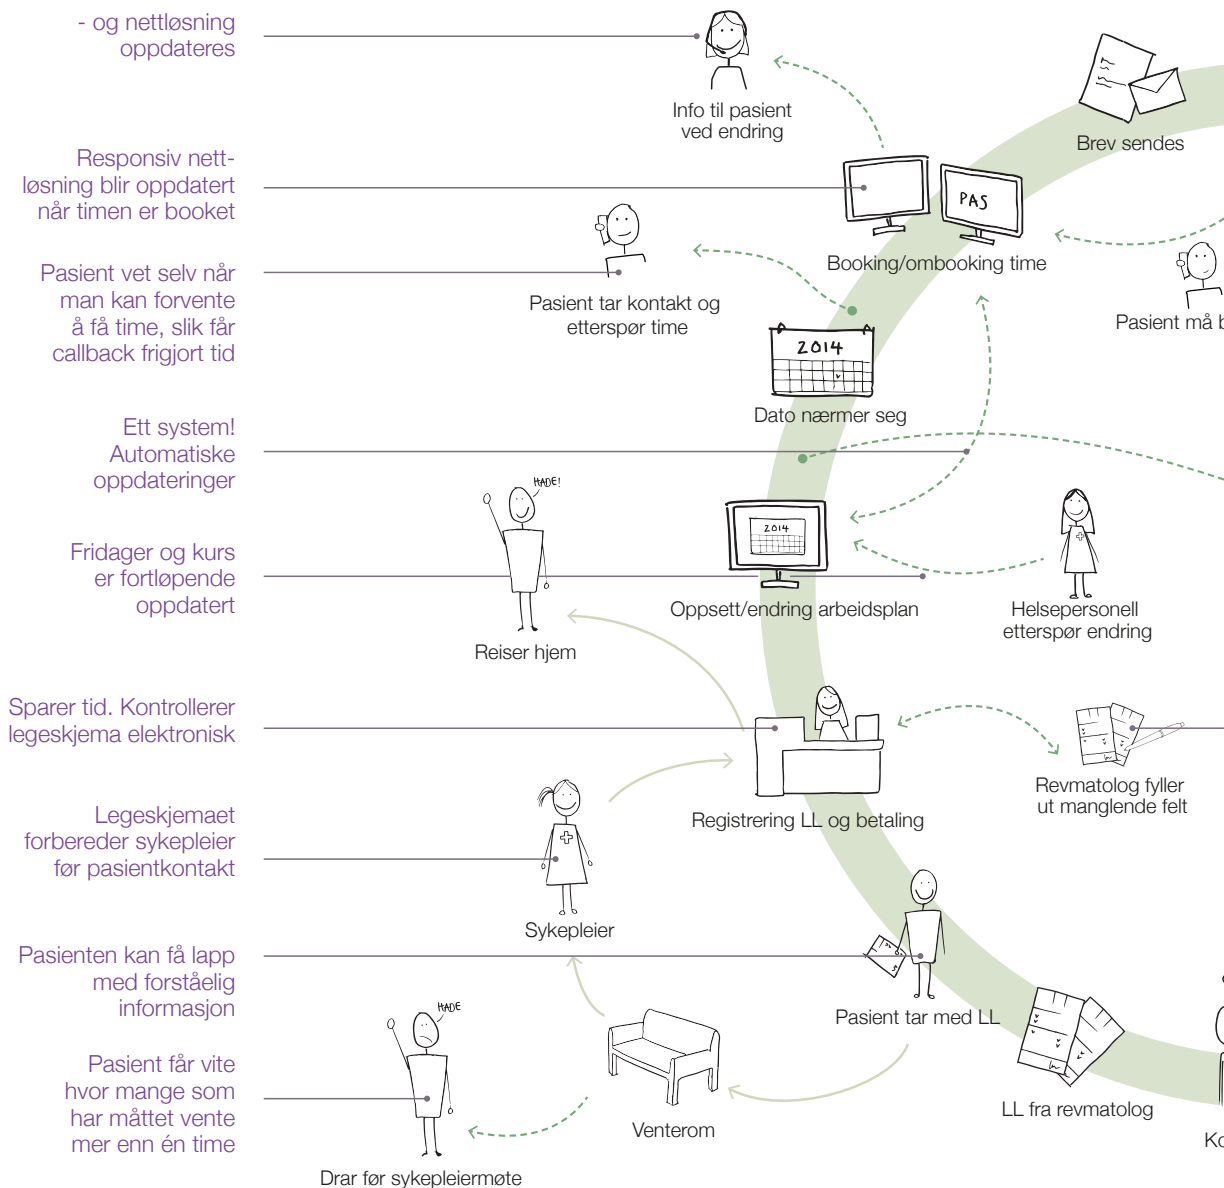 - og nettløsning
oppdateres
Info til pasient
ved endring
Brev sendes
Responsiv nett-
løsning blir oppdatert
når timen er booket
PAS
Booking/ombooking time
Pasient vet selv når
man kan forvente
å få time, slik får
callback frigjort tid
Pasient tar kontakt og
etterspør time
Pasient må b
2014
Dato nærmer seg
Ett system!
Automatiske
oppdateringer
HADE!
2014
Fridager og kurs
er fortløpende
oppdatert
Oppsett/endring arbeidsplan
Helsepersonell
etterspør endring
Reiser hjem
Sparer tid. Kontrollerer
legeskjema elektronisk
Revmatolog fyller
ut manglende felt
Registrering LL og betaling
Legeskjemaet
forbereder sykepleier
før pasientkontakt
Sykepleier
Pasienten kan få lapp
med forståelig
informasjon
Pasient tar med LL
HADE
Pasient får vite
hvor mange som
har måttet vente
mer enn én time
Venterom
LL fra revmatolog
Ko
Drar før sykepleiermøte